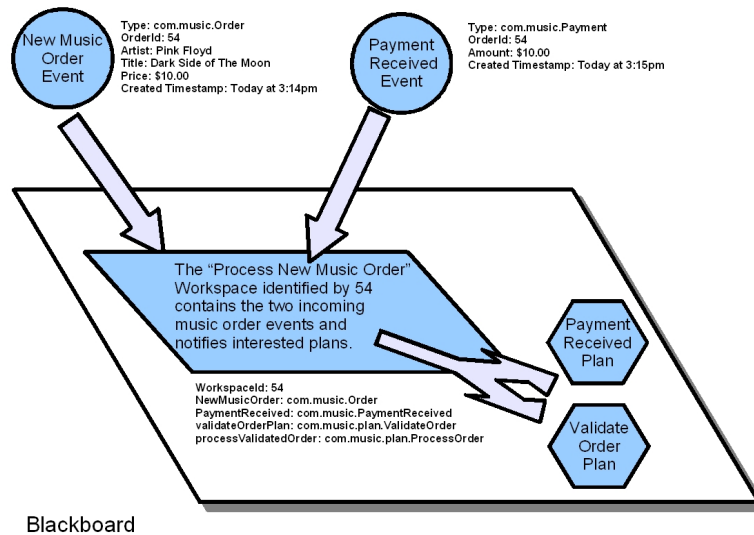 New Music
Order
Event
Type: com.music.Order
OrderId: 54
Artist: Pink Floyd
Title: Dark Side of The Moon
Price: $10.00
Created Timestamp: Today at 3:14pm
Payment
Received
Event
Type: com.music.Payment
OrderId: 54
Amount: $10.00
Created Timestamp: Today at 3:15pm
The “Process New Music Order”
Workspace identified by 54
contains the two incoming
music order events and
notifies interested plans.
Payment
Received
Plan
WorkspaceId: 54
NewMusicOrder: com.music.Order
PaymentReceived: com.music.PaymentReceived
validateOrderPlan: com.music.plan.ValidateOrder
processValidatedOrder: com.music.plan.ProcessOrder
Validate
Order
Plan
Blackboard